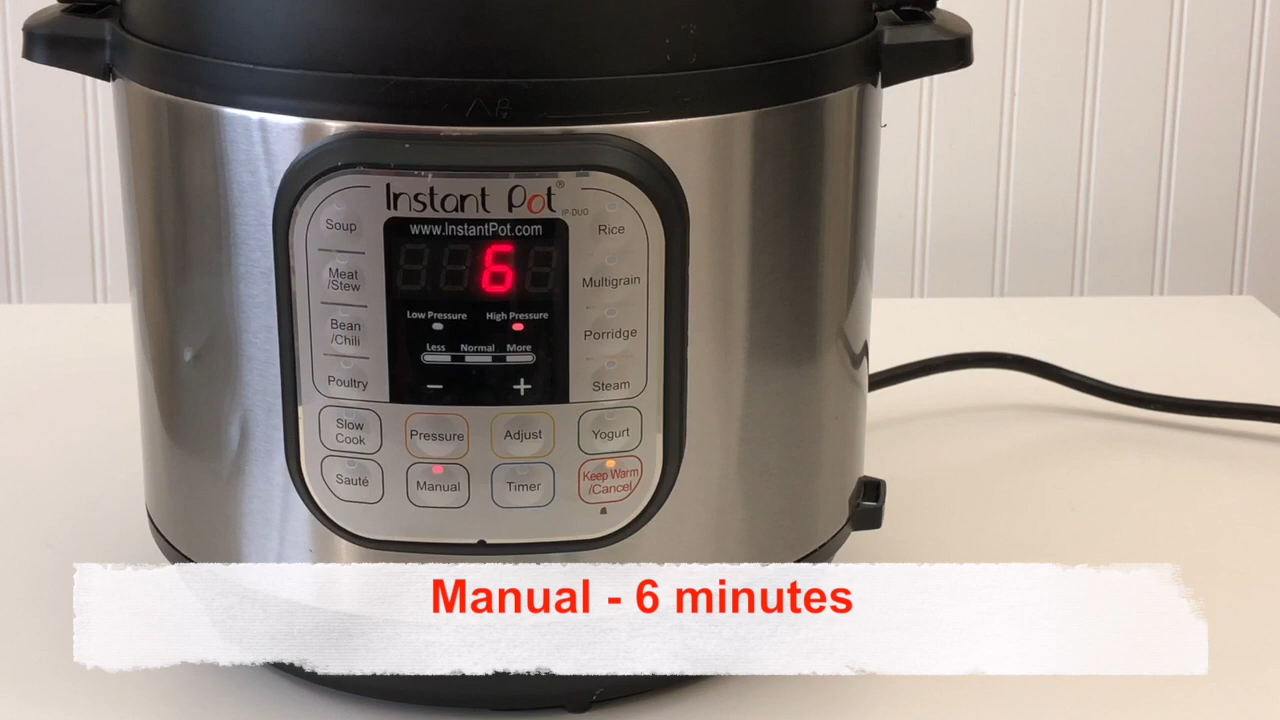 Instant Pot®
IP-DUO
www.InstantPot.com
6
Low Pressure High Pressure
Less Normal More
− +
Soup
Meat
/Stew
Bean
/Chili
Poultry
Rice
Multigrain
Porridge
Steam
Slow
Cook
Pressure
Adjust
Yogurt
Sauté
Manual
Timer
Keep Warm
/Cancel
Manual - 6 minutes